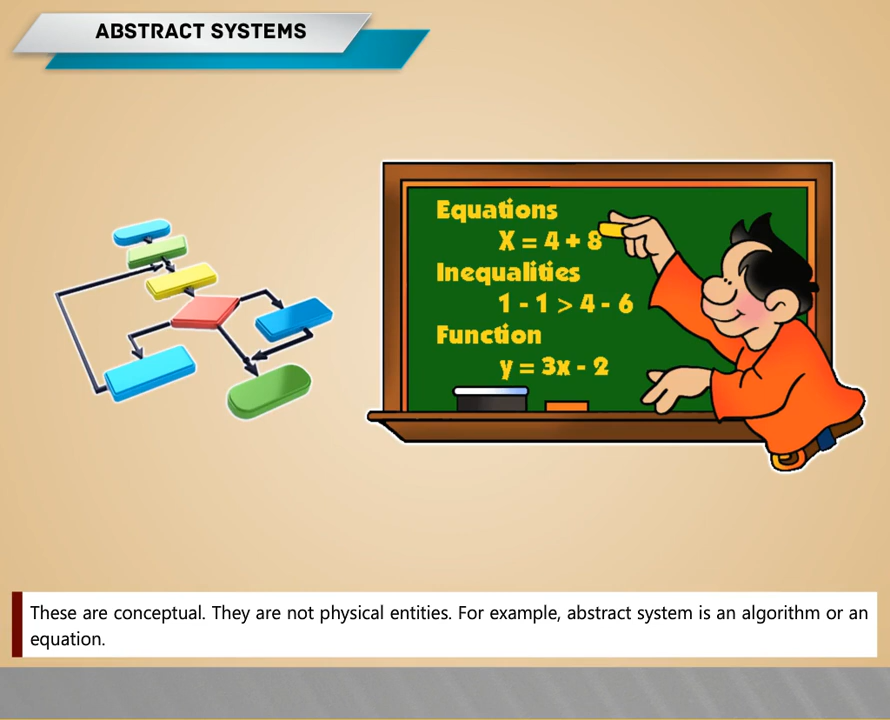 ABSTRACT SYSTEMS
Equations
X = 4 + 8
Inequalities
1 - 1 > 4 - 6
Function
y = 3x - 2
These are conceptual. They are not physical entities. For example, abstract system is an algorithm or an
equation.